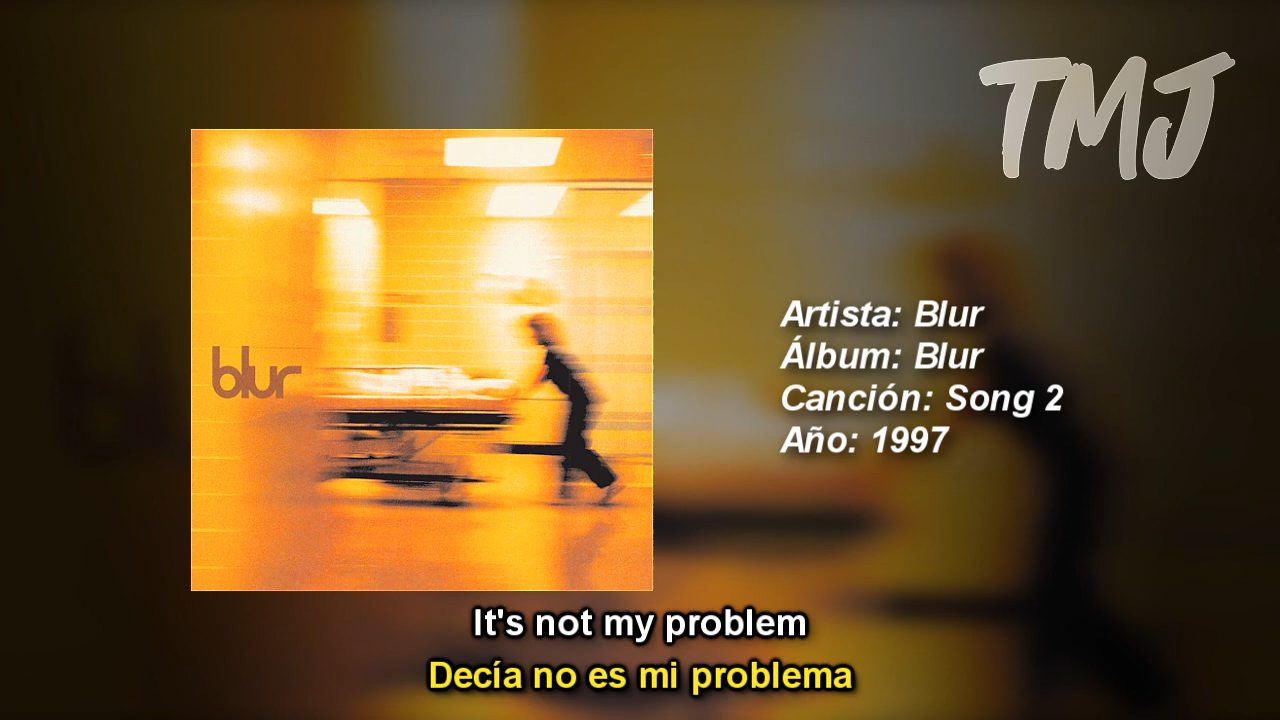 TMJ
blur
Artista: Blur
Álbum: Blur
Canción: Song 2
Año: 1997
It's not my problem
Decía no es mi problema